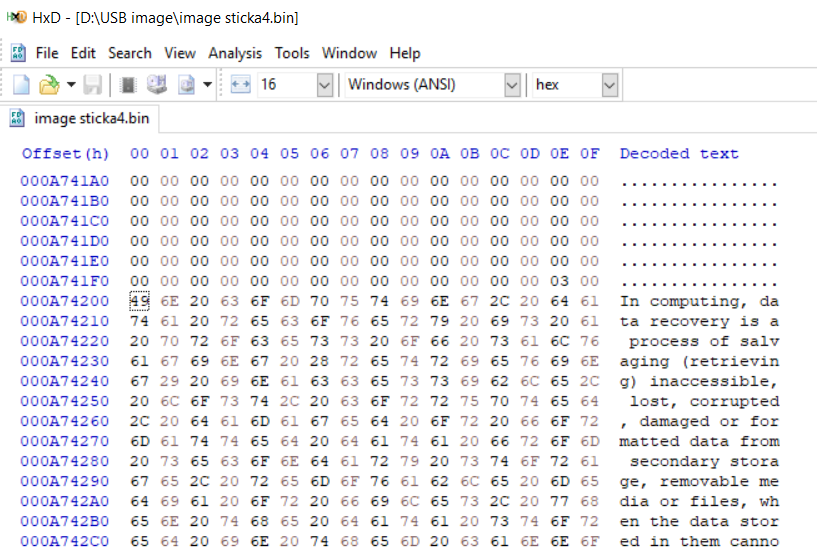 HxD - [D:\USB image\image sticka4.bin]
File Edit Search View Analysis Tools Window Help
16 Windows (ANSI) hex
image sticka4.bin
Offset(h) 00 01 02 03 04 05 06 07 08 09 0A 0B 0C 0D 0E 0F Decoded text
000A741A0 00 00 00 00 00 00 00 00 00 00 00 00 00 00 00 00 ................
000A741B0 00 00 00 00 00 00 00 00 00 00 00 00 00 00 00 00 ................
000A741C0 00 00 00 00 00 00 00 00 00 00 00 00 00 00 00 00 ................
000A741D0 00 00 00 00 00 00 00 00 00 00 00 00 00 00 00 00 ................
000A741E0 00 00 00 00 00 00 00 00 00 00 00 00 00 00 00 00 ................
000A741F0 00 00 00 00 00 00 00 00 00 00 00 00 00 00 03 00 ................
000A74200 49 6E 20 63 6F 6D 70 75 74 69 6E 67 2C 20 64 61 In computing, da
000A74210 74 61 20 72 65 63 6F 76 65 72 79 20 69 73 20 61 ta recovery is a
000A74220 20 70 72 6F 63 65 73 73 20 6F 66 20 73 61 6C 76 process of salv
000A74230 61 67 69 6E 67 20 28 72 65 74 72 69 65 76 69 6E aging (retrievin
000A74240 67 29 20 69 6E 61 63 63 65 73 73 69 62 6C 65 2C g) inaccessible,
000A74250 20 6C 6F 73 74 2C 20 63 6F 72 72 75 70 74 65 64 lost, corrupted
000A74260 2C 20 64 61 6D 61 67 65 64 20 6F 72 20 66 6F 72 , damaged or for
000A74270 6D 61 74 74 65 64 20 64 61 74 61 20 66 72 6F 6D matted data from
000A74280 20 73 65 63 6F 6E 64 61 72 79 20 73 74 6F 72 61 secondary stora
000A74290 67 65 2C 20 72 65 6D 6F 76 61 62 6C 65 20 6D 65 ge, removable me
000A742A0 64 69 61 20 6F 72 20 66 69 6C 65 73 2C 20 77 68 dia or files, wh
000A742B0 65 6E 20 74 68 65 20 64 61 74 61 20 73 74 6F 72 en the data stor
000A742C0 65 64 20 69 6E 20 74 68 65 6D 20 63 61 6E 6E 6F ed in them canno